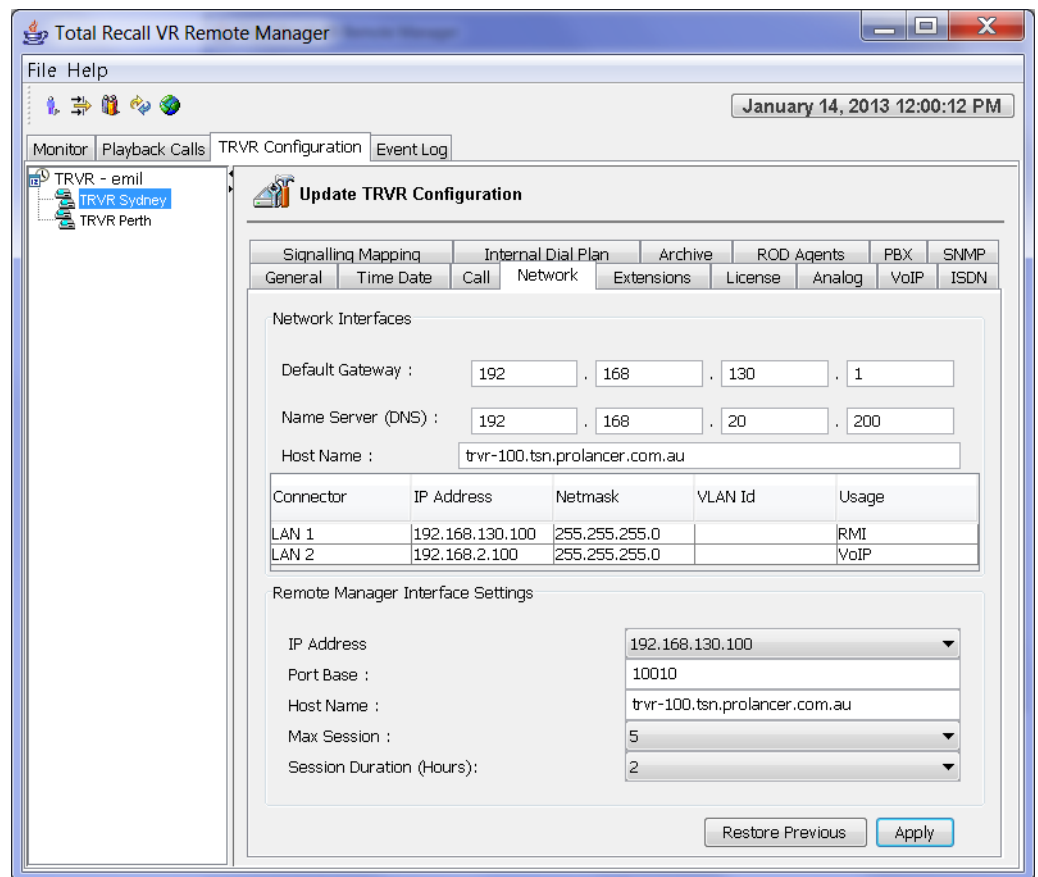 Total Recall VR Remote Manager
File Help
January 14, 2013 12:00:12 PM
Monitor Playback Calls TRVR Configuration Event Log
TRVR - emil
TRVR Sydney
TRVR Perth
Update TRVR Configuration
Signalling Mapping Internal Dial Plan Archive ROD Agents PBX SNMP
General Time Date Call Network Extensions License Analog VoIP ISDN
Network Interfaces
Default Gateway : 192 . 168 . 130 . 1
Name Server (DNS) : 192 . 168 . 20 . 200
Host Name : trvr-100.tsn.prolancer.com.au
Connector IP Address Netmask VLAN Id Usage
LAN 1 192.168.130.100 255.255.255.0 RMI
LAN 2 192.168.2.100 255.255.255.0 VoIP
Remote Manager Interface Settings
IP Address 192.168.130.100
Port Base : 10010
Host Name : trvr-100.tsn.prolancer.com.au
Max Session : 5
Session Duration (Hours): 2
Restore Previous Apply